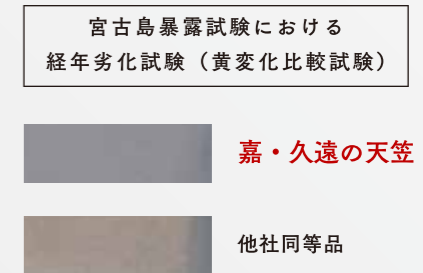 宮古島暴露試験における
経年劣化試験（黄変化比較試験）
嘉・久遠の天笠
他社同等品